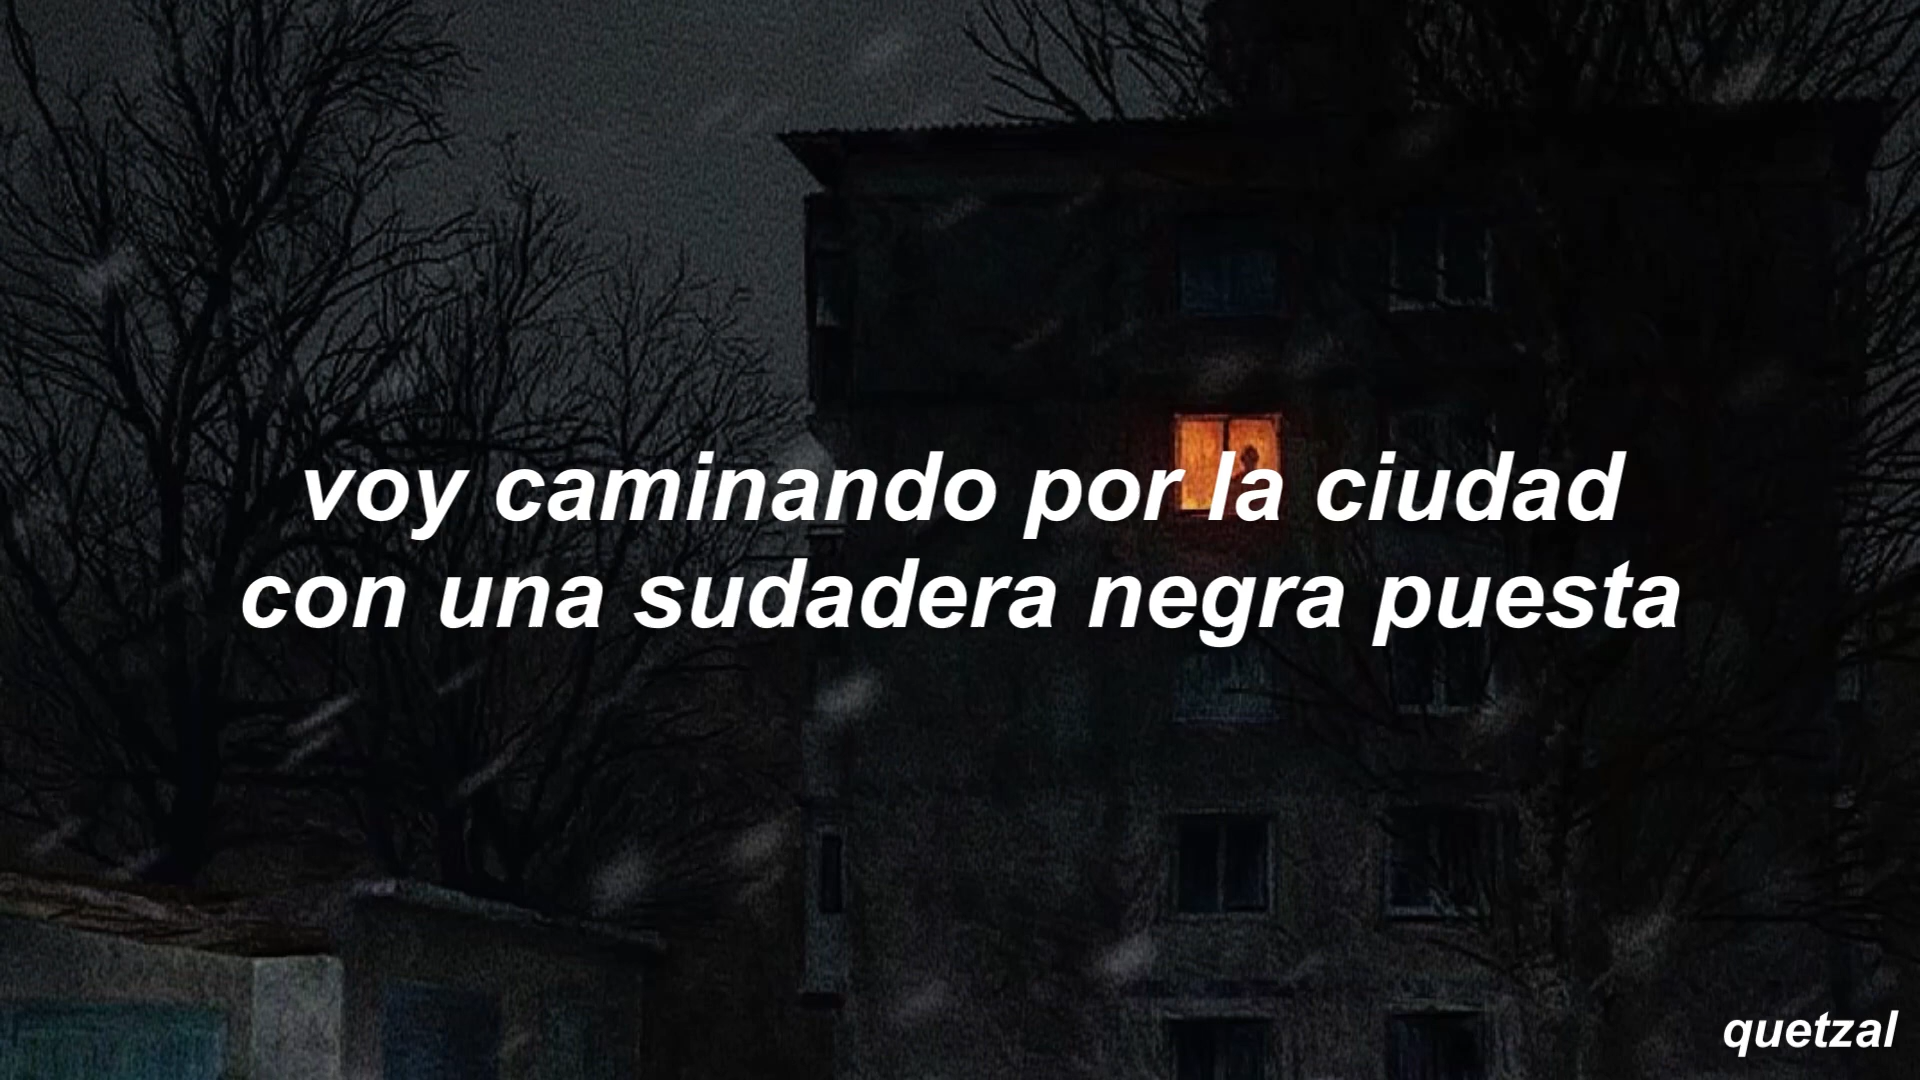 voy caminando por la ciudad
con una sudadera negra puesta
quetzal